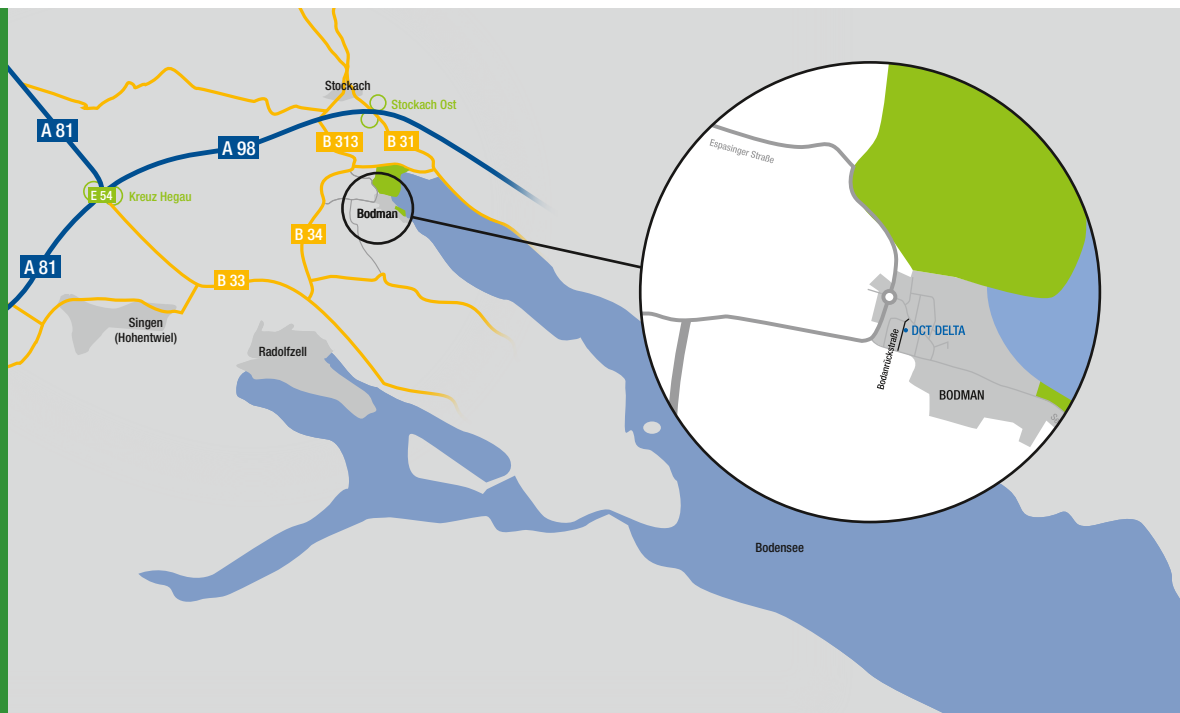 Stockach
Stockach Ost
A 81
A 98
B 313
B 31
Espasinger Straße
E 54
Kreuz Hegau
Bodman
B 34
A 81
B 33
Singen
(Hohentwiel)
Radolfzell
DCT DELTA
Bodanrückstraße
BODMAN
Bodensee